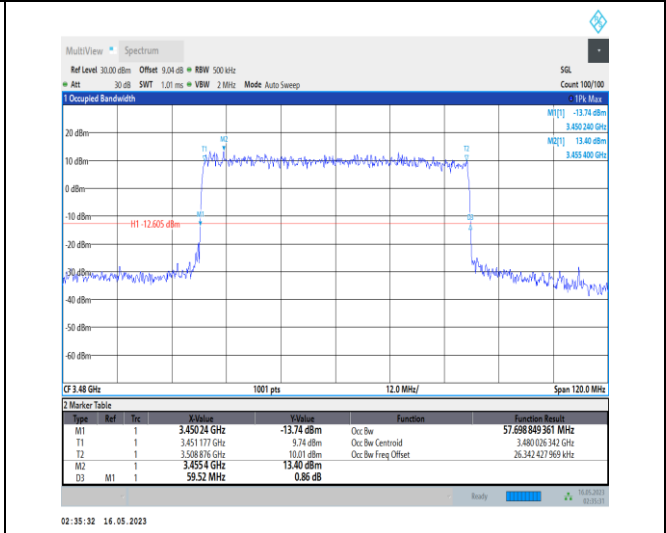 MultiView Spectrum
Ref Level 30.00 dBm Offset 9.04 dB RBW 500 kHz SGL
Att 30 dB SWT 1.01 ms VBW 2 MHz Mode Auto Sweep Count 100/100
1 Occupied Bandwidth 1Pk Max
M1[1] -13.74 dBm
3.450 240 GHz
M2[1] 13.40 dBm
3.455 400 GHz
20 dBm
M2
T1
T2
10 dBm
0 dBm
-10 dBm
M1
D3
H1 -12.605 dBm
-20 dBm
-30 dBm
-40 dBm
-50 dBm
-60 dBm
CF 3.48 GHz 1001 pts 12.0 MHz/ Span 120.0 MHz
2 Marker Table
Type Ref Trc X-Value Y-Value Function Function Result
M1 1 3.450 24 GHz -13.74 dBm Occ Bw 57.698 849 361 MHz
T1 1 3.451 177 GHz 9.74 dBm Occ Bw Centroid 3.480 026 342 GHz
T2 1 3.508 876 GHz 10.01 dBm Occ Bw Freq Offset 26.342 427 969 kHz
M2 1 3.455 4 GHz 13.40 dBm
D3 M1 1 59.52 MHz 0.86 dB
Ready 16.05.2023
02:35:31
02:35:32 16.05.2023